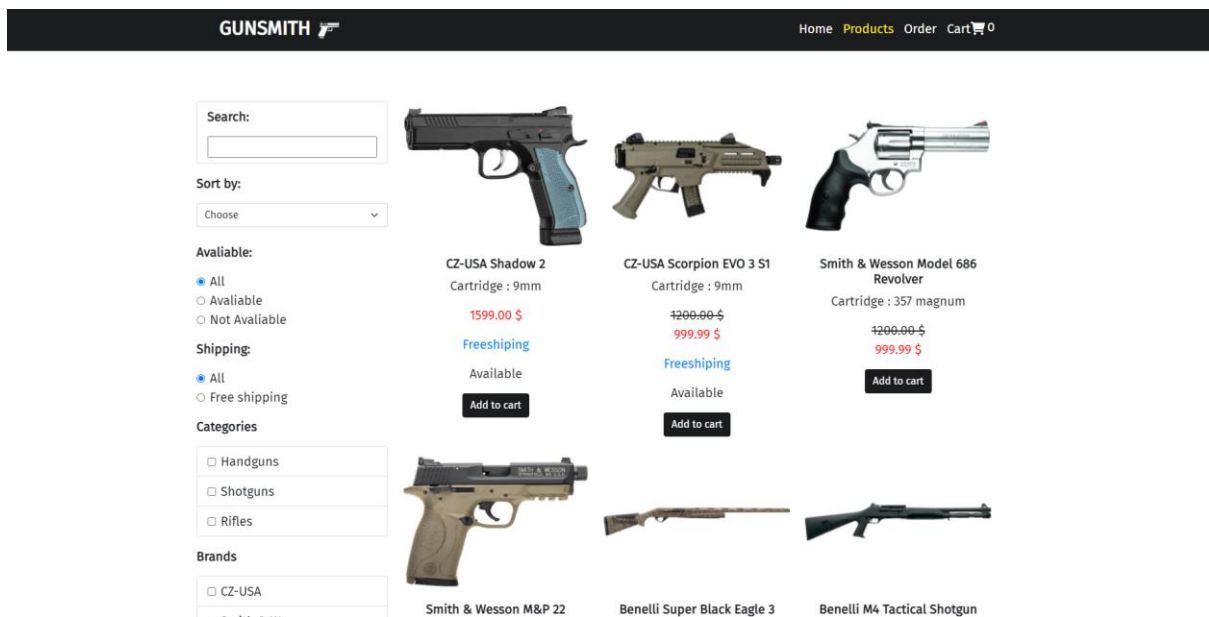 GUNSMITH
Home Products Order Cart 0
Search:
Sort by:
Choose
Avaliable:
All
Avaliable
Not Avaliable
Shipping:
All
Free shipping
Categories
Handguns
Shotguns
Rifles
Brands
CZ-USA
CZ-USA Shadow 2
Cartridge : 9mm
1599.00 $
Freeshiping
Available
Add to cart
CZ-USA Scorpion EVO 3 S1
Cartridge : 9mm
1200.00 $
999.99 $
Freeshiping
Available
Add to cart
Smith & Wesson Model 686
Revolver
Cartridge : 357 magnum
1200.00 $
999.99 $
Add to cart
SMITH & WESSON
Smith & Wesson M&P 22
Benelli Super Black Eagle 3
Benelli M4 Tactical Shotgun